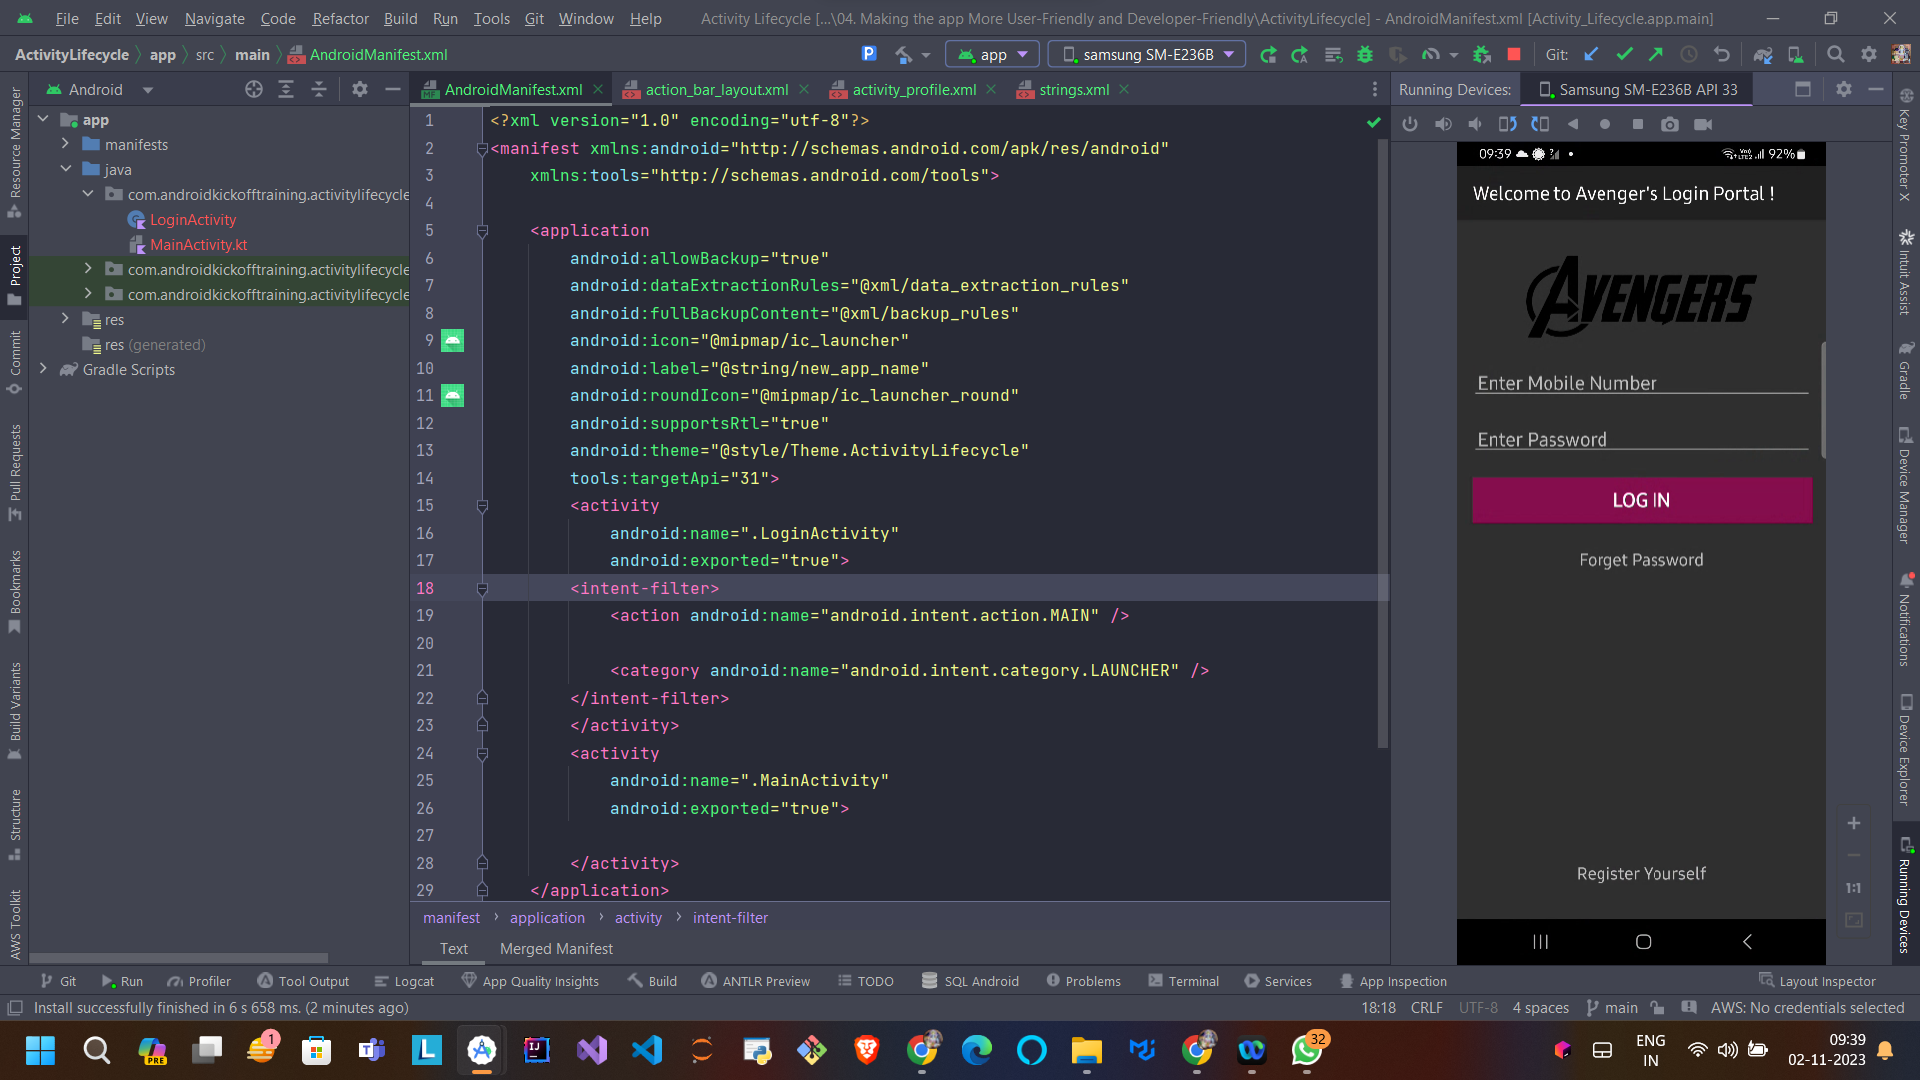 File Edit View Navigate Code Refactor Build Run Tools Git Window Help
Activity Lifecycle [...\04. Making the app More User-Friendly and Developer-Friendly\ActivityLifecycle] - AndroidManifest.xml [Activity_Lifecycle.app.main]
ActivityLifecycle app src main AndroidManifest.xml
app
samsung SM-E236B
Git:
Android
AndroidManifest.xml
action_bar_layout.xml
activity_profile.xml
strings.xml
Running Devices:
Samsung SM-E236B API 33
Resource Manager
Project
Commit
Pull Requests
Bookmarks
Build Variants
Structure
AWS Toolkit
app
manifests
java
com.androidkickofftraining.activitylifecycle
LoginActivity
MainActivity.kt
com.androidkickofftraining.activitylifecycle
com.androidkickofftraining.activitylifecycle
res
res (generated)
Gradle Scripts
1 <?xml version="1.0" encoding="utf-8"?>
2 <manifest xmlns:android="http://schemas.android.com/apk/res/android"
3 xmlns:tools="http://schemas.android.com/tools">
4
5 <application
6 android:allowBackup="true"
7 android:dataExtractionRules="@xml/data_extraction_rules"
8 android:fullBackupContent="@xml/backup_rules"
9 android:icon="@mipmap/ic_launcher"
10 android:label="@string/new_app_name"
11 android:roundIcon="@mipmap/ic_launcher_round"
12 android:supportsRtl="true"
13 android:theme="@style/Theme.ActivityLifecycle"
14 tools:targetApi="31">
15 <activity
16 android:name=".LoginActivity"
17 android:exported="true">
18 <intent-filter>
19 <action android:name="android.intent.action.MAIN" />
20
21 <category android:name="android.intent.category.LAUNCHER" />
22 </intent-filter>
23 </activity>
24 <activity
25 android:name=".MainActivity"
26 android:exported="true">
27
28 </activity>
29 </application>
manifest application activity intent-filter
Text Merged Manifest
09:39
92%
Welcome to Avenger's Login Portal !
AVENGERS
Enter Mobile Number
Enter Password
LOG IN
Forget Password
Register Yourself
1:1
Key Promoter X
Intuit Assist
Gradle
Device Manager
Notifications
Device Explorer
Running Devices
Git Run Profiler Tool Output Logcat App Quality Insights Build ANTLR Preview TODO SQL Android Problems Terminal Services App Inspection Layout Inspector
Install successfully finished in 6 s 658 ms. (2 minutes ago)
18:18 CRLF UTF-8 4 spaces main AWS: No credentials selected
PRE
1
32
ENG
IN
09:39
02-11-2023